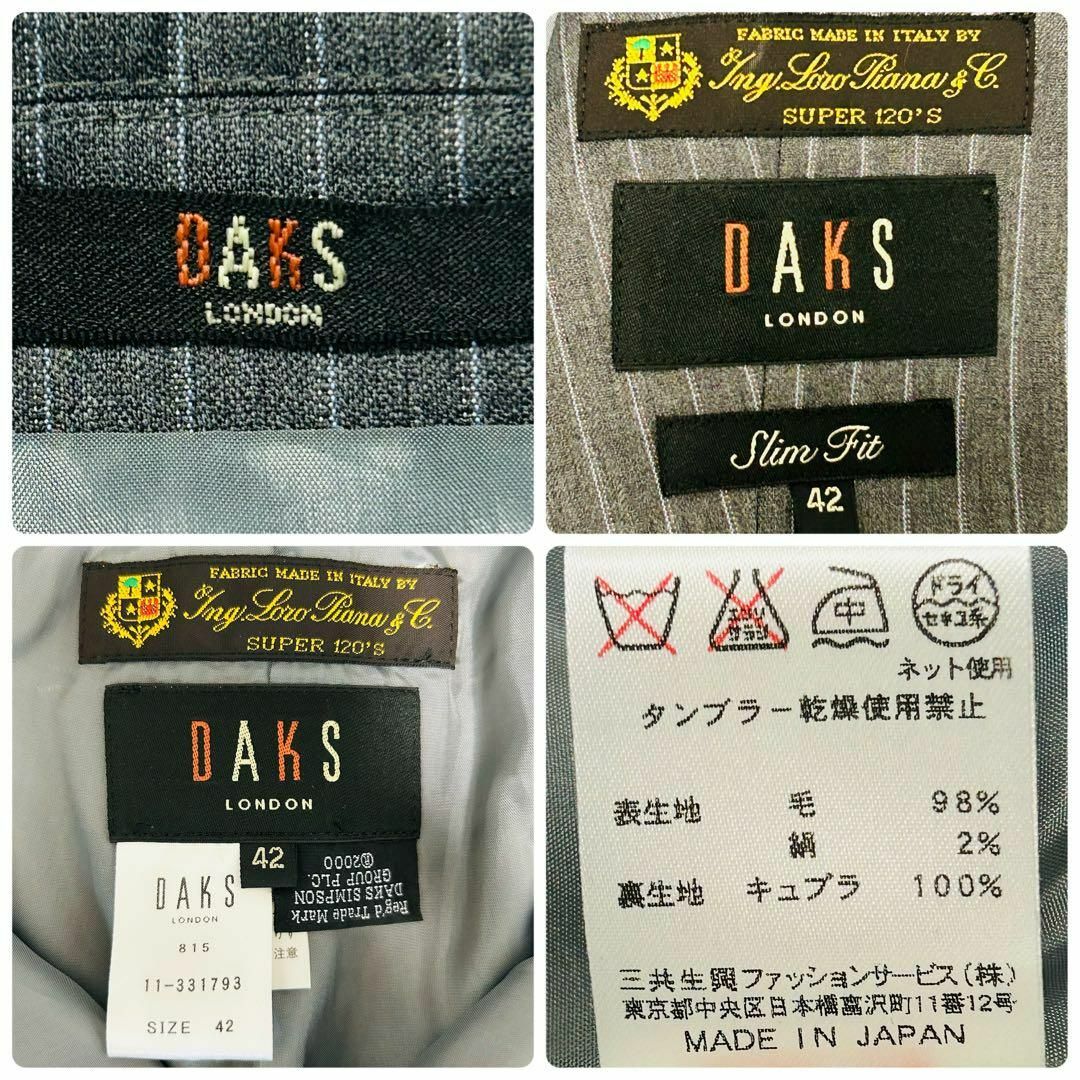 DAKS
LONDON
FABRIC MADE IN ITALY BY
Ing. Loro Piana & C.
SUPER 120'S
DAKS
LONDON
Slim Fit
42
FABRIC MADE IN ITALY BY
Ing. Loro Piana & C.
SUPER 120'S
DAKS
LONDON
42
Reg'd Trade Mark
DAKS SIMPSON
GROUP PLC.
©2000
DAKS
LONDON
815
11-331793
SIZE 42
注意
中
ドライ
セキユ系
ネット使用
タンブラー乾燥使用禁止
表生地 毛 98%
絹 2%
裏生地 キュプラ 100%
三共生興ファッションサービス(株)
東京都中央区日本橋富沢町11番12号
MADE IN JAPAN